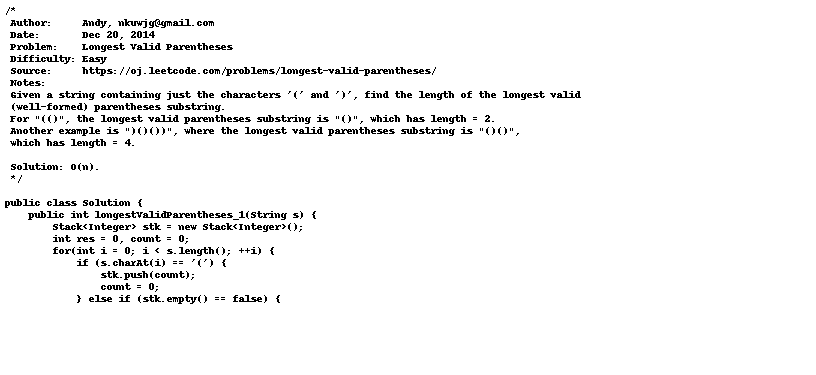 /*
 Author:     Andy, nkuwjg@gmail.com
 Date:       Dec 20, 2014
 Problem:    Longest Valid Parentheses
 Difficulty: Easy
 Source:     https://oj.leetcode.com/problems/longest-valid-parentheses/
 Notes:
 Given a string containing just the characters '(' and ')', find the length of the longest valid
 (well-formed) parentheses substring.
 For "(()", the longest valid parentheses substring is "()", which has length = 2.
 Another example is ")()())", where the longest valid parentheses substring is "()()",
 which has length = 4.

 Solution: O(n).
 */

public class Solution {
    public int longestValidParentheses_1(String s) {
        Stack<Integer> stk = new Stack<Integer>();
        int res = 0, count = 0;
        for(int i = 0; i < s.length(); ++i) {
            if (s.charAt(i) == '(') {
                stk.push(count);
                count = 0;
            } else if (stk.empty() == false) {